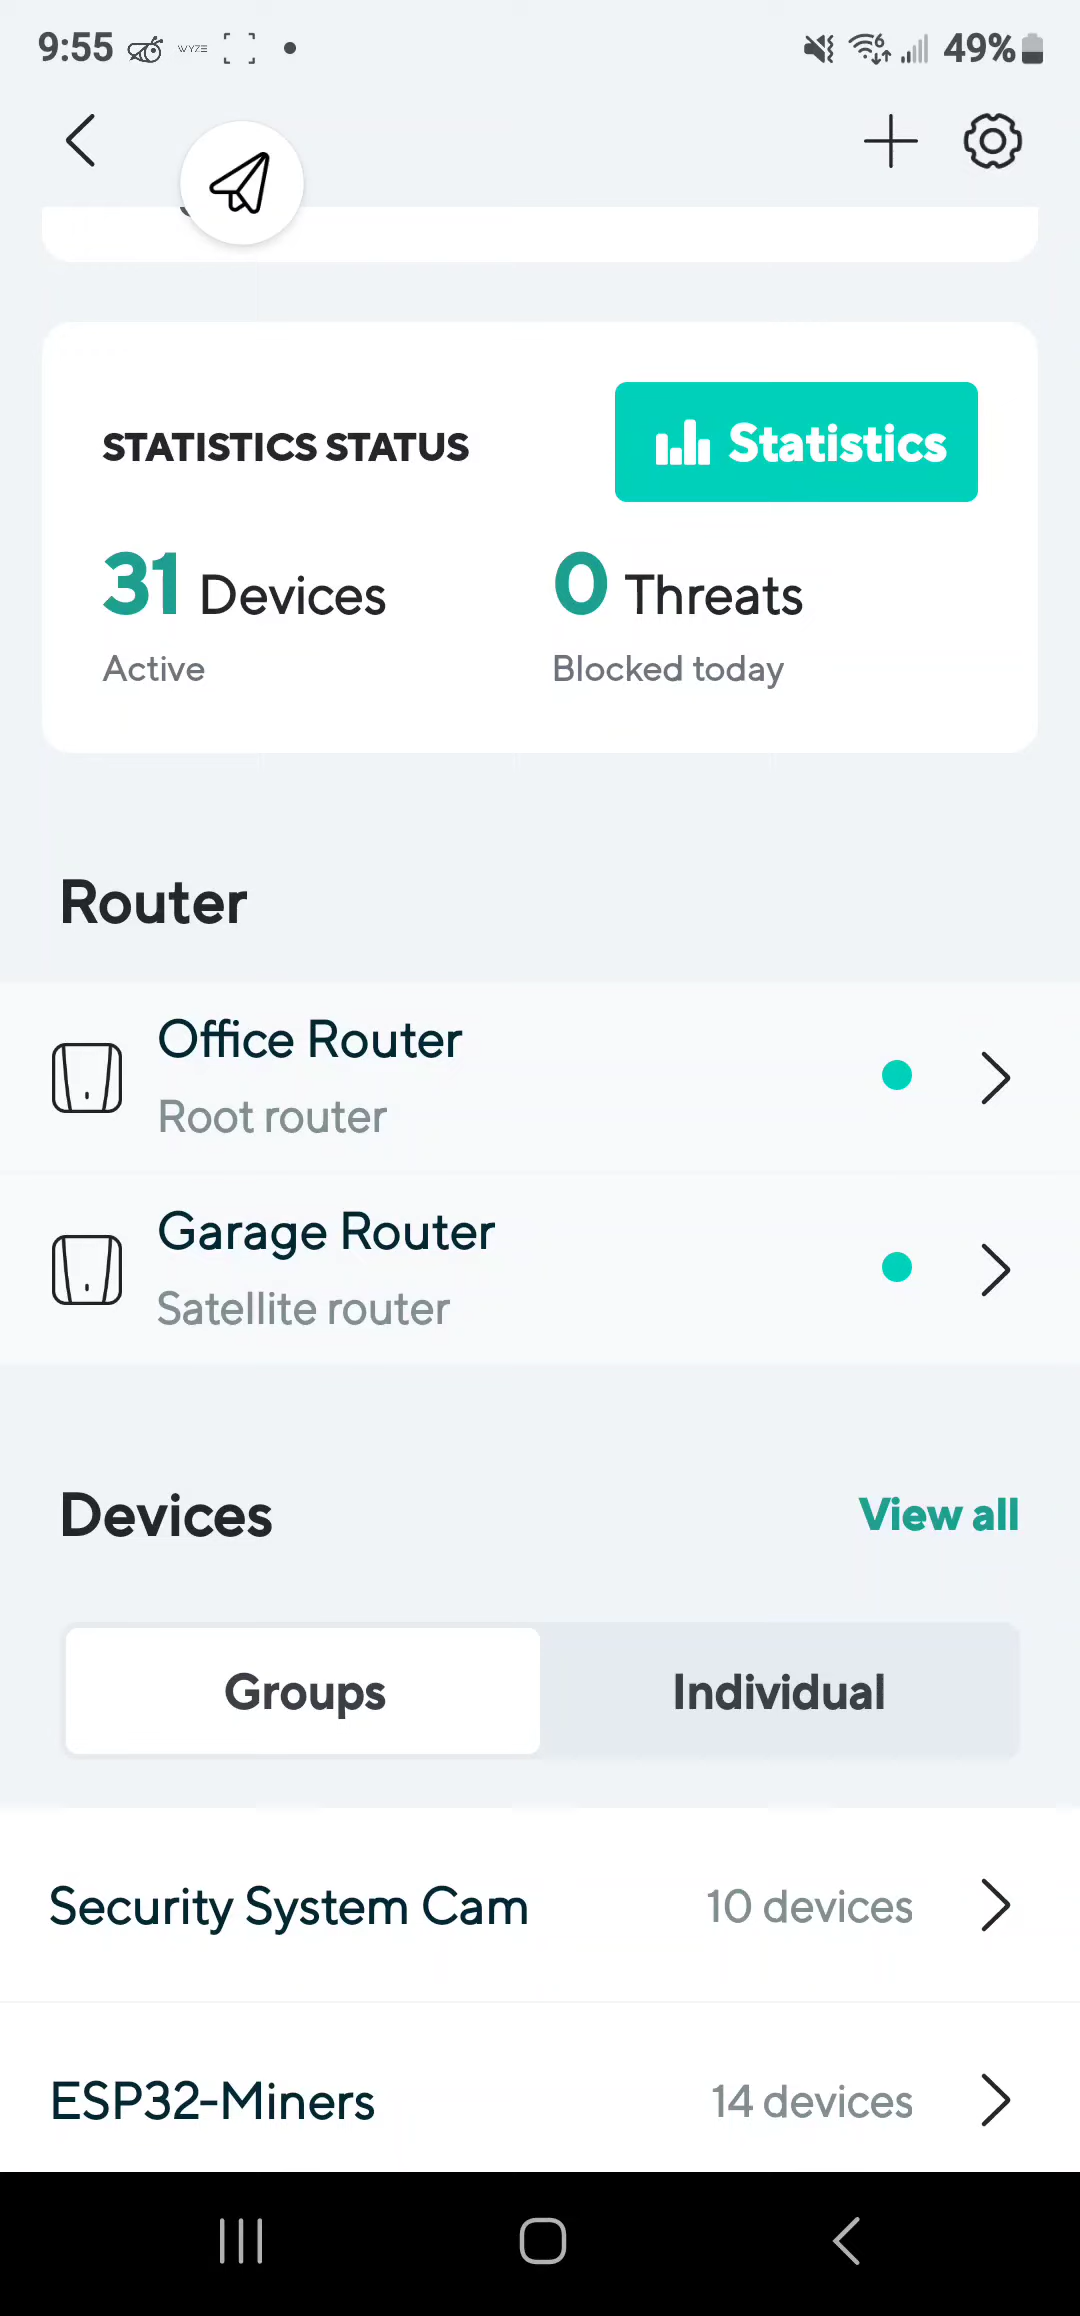 9:55 WYZE 49%
STATISTICS STATUS
Statistics
31 Devices
0 Threats
Active
Blocked today
Router
Office Router
Root router
Garage Router
Satellite router
Devices
View all
Groups
Individual
Security System Cam
10 devices
ESP32-Miners
14 devices